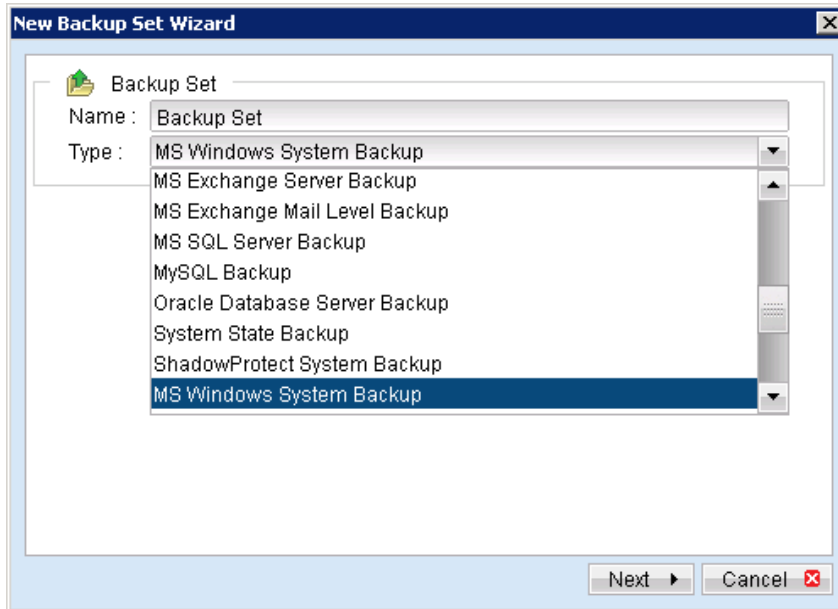 New Backup Set Wizard
Backup Set
Name : Backup Set
Type : MS Windows System Backup
MS Exchange Server Backup
MS Exchange Mail Level Backup
MS SQL Server Backup
MySQL Backup
Oracle Database Server Backup
System State Backup
ShadowProtect System Backup
MS Windows System Backup
Next Cancel